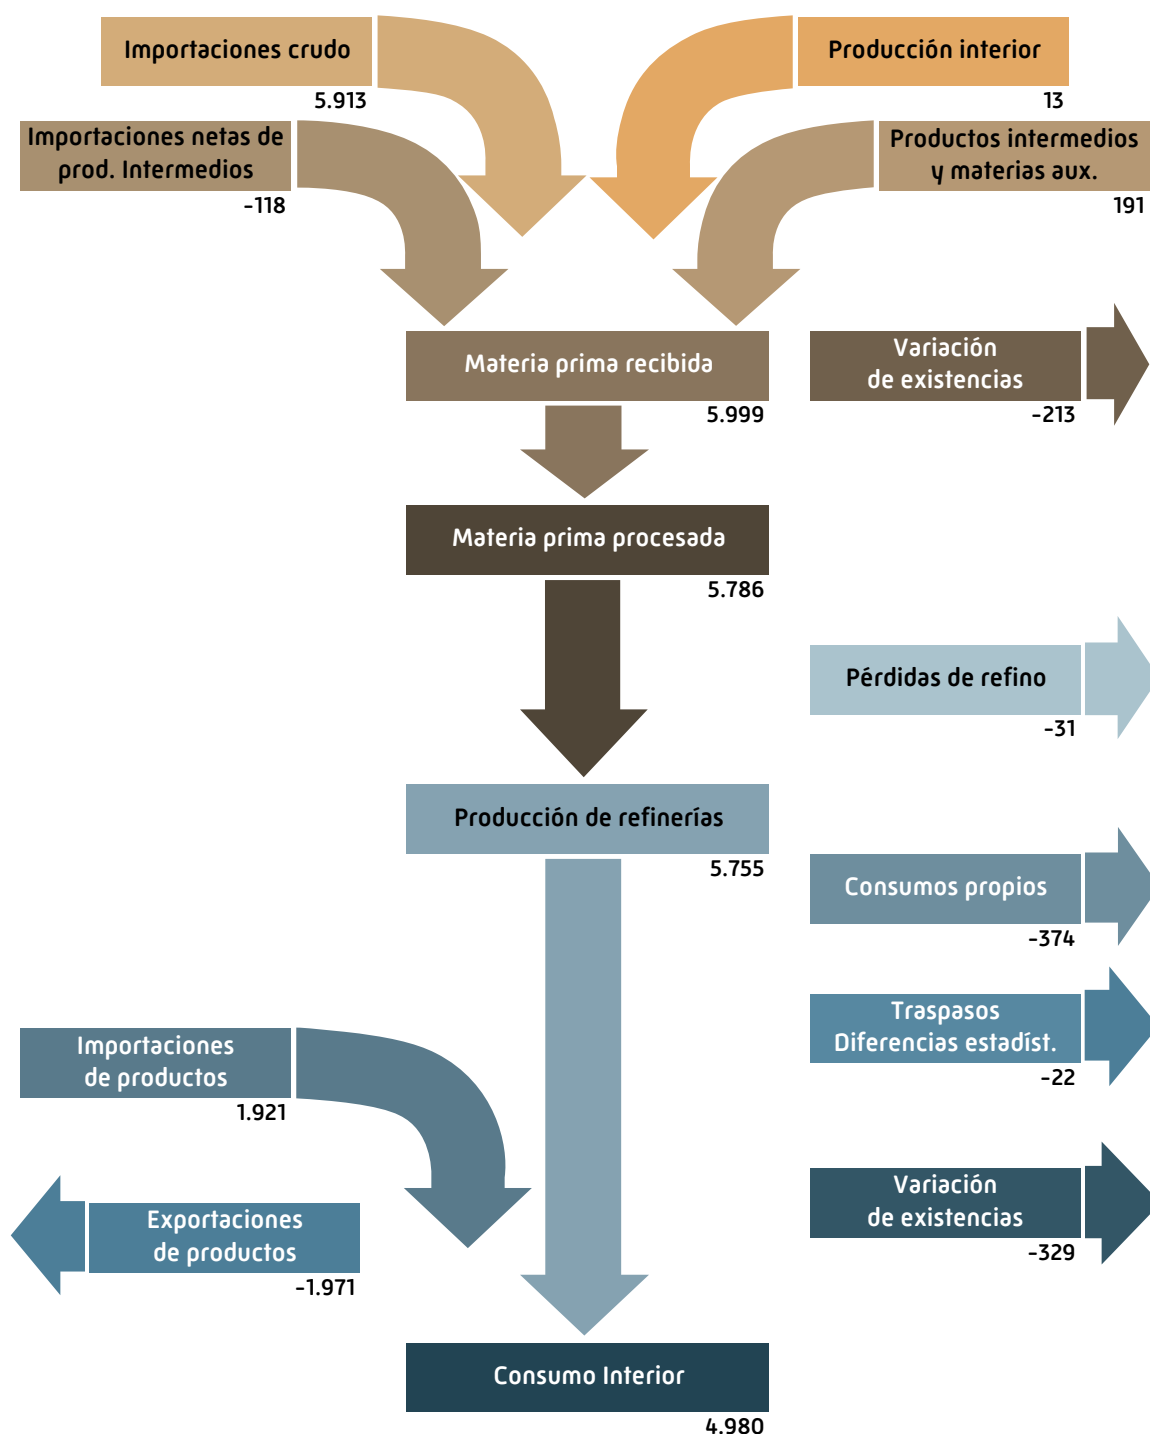 Importaciones crudo
5.913
Producción interior
13
Importaciones netas de
prod. Intermedios
-118
Productos intermedios
y materias aux.
191
Materia prima recibida
5.999
Variación
de existencias
-213
Materia prima procesada
5.786
Pérdidas de refino
-31
Producción de refinerías
5.755
Consumos propios
-374
Traspasos
Diferencias estadíst.
-22
Importaciones
de productos
1.921
Variación
de existencias
-329
Exportaciones
de productos
-1.971
Consumo Interior
4.980